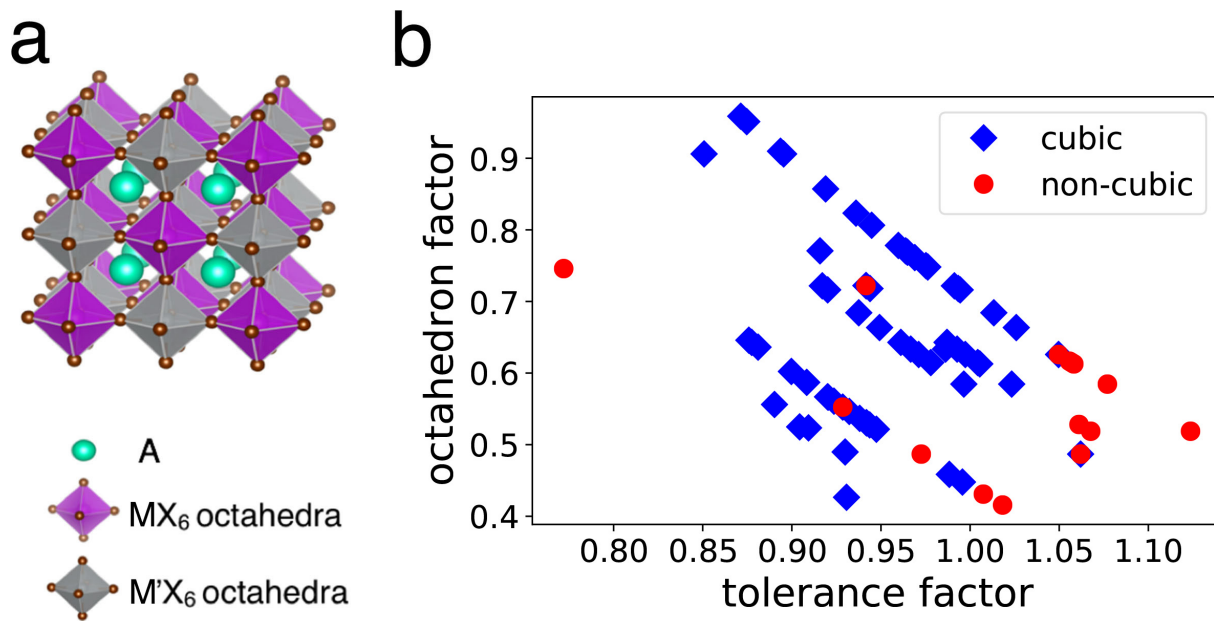 a
b
A
MX₆ octahedra
M'X₆ octahedra
cubic
non-cubic
octahedron factor
0.9
0.8
0.7
0.6
0.5
0.4
0.80 0.85 0.90 0.95 1.00 1.05 1.10
tolerance factor